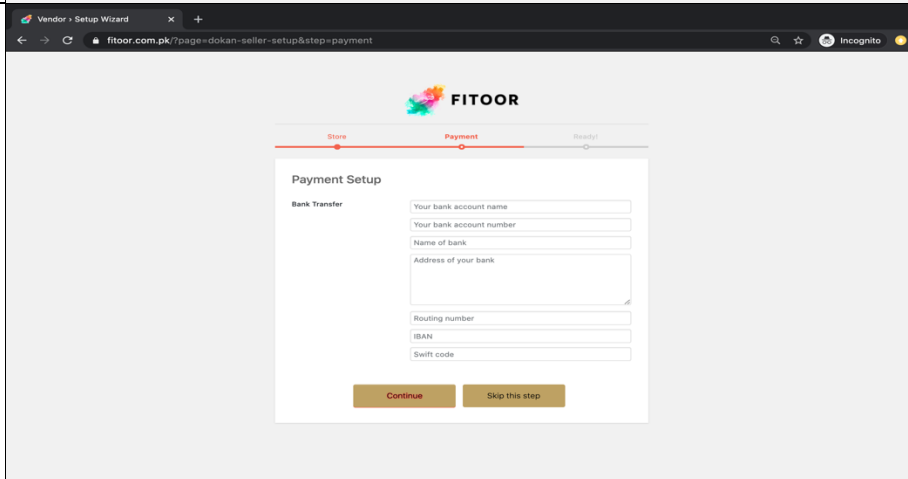 Vendor › Setup Wizard
fitoor.com.pk/?page=dokan-seller-setup&step=payment
Incognito
FITOOR
Store
Payment
Ready!
Payment Setup
Bank Transfer
Your bank account name
Your bank account number
Name of bank
Address of your bank
Routing number
IBAN
Swift code
Continue
Skip this step